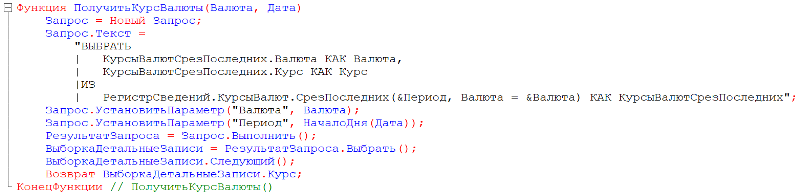 Функция ПолучитьКурсВалюты(Валюта, Дата)
Запрос = Новый Запрос;
Запрос.Текст =
"ВЫБРАТЬ
|   КурсыВалютСрезПоследних.Валюта КАК Валюта,
|   КурсыВалютСрезПоследних.Курс КАК Курс
|ИЗ
|   РегистрСведений.КурсыВалют.СрезПоследних(&Период, Валюта = &Валюта) КАК КурсыВалютСрезПоследних";
Запрос.УстановитьПараметр("Валюта", Валюта);
Запрос.УстановитьПараметр("Период", НачалоДня(Дата));
РезультатЗапроса = Запрос.Выполнить();
ВыборкаДетальныеЗаписи = РезультатЗапроса.Выбрать();
ВыборкаДетальныеЗаписи.Следующий();
Возврат ВыборкаДетальныеЗаписи.Курс;
КонецФункции // ПолучитьКурсВалюты()